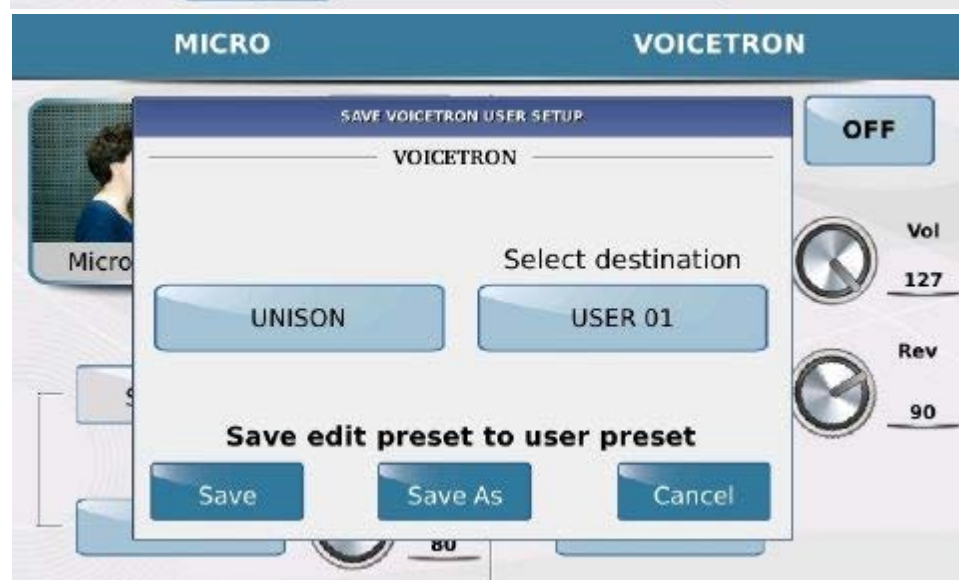 MICRO VOICETRON
SAVE VOICETRON USER SETUP
OFF
VOICETRON
Vol
Micro
Select destination
127
UNISON
USER 01
Rev
S
90
Save edit preset to user preset
Save
Save As
Cancel
80